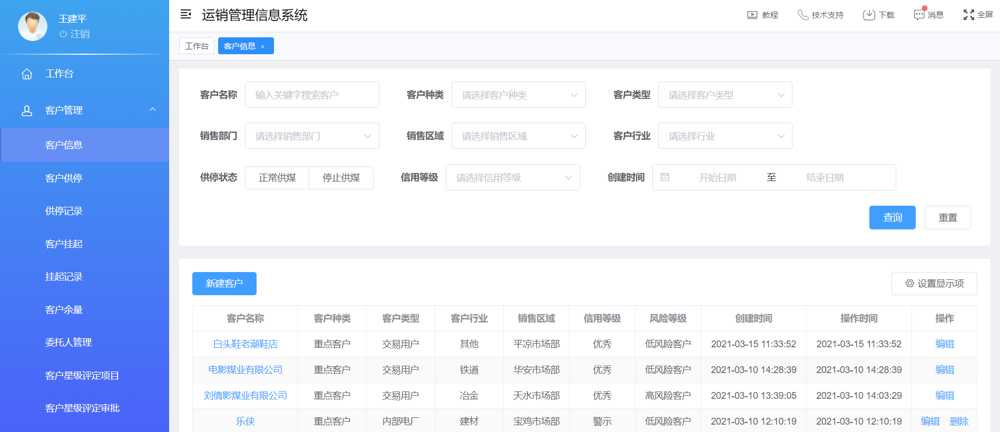 王建平
注销
工作台
客户管理
客户信息
客户供停
供停记录
客户挂起
挂起记录
客户余量
委托人管理
客户星级评定项目
客户星级评定审批
运销管理信息系统
教程 技术支持 下载 消息 全屏
工作台 客户信息 ×
客户名称 输入关键字搜索客户 客户种类 请选择客户种类 客户类型 请选择客户类型
销售部门 请选择销售部门 销售区域 请选择销售区域 客户行业 请选择行业
供停状态 正常供煤 停止供煤 信用等级 请选择信用等级 创建时间 开始日期 至 结束日期
查询 重置
新建客户 设置显示项
客户名称 客户种类 客户类型 客户行业 销售区域 信用等级 风险等级 创建时间 操作时间 操作
白头鞋老潮鞋店 重点客户 交易用户 其他 平凉市场部 优秀 低风险客户 2021-03-15 11:33:52 2021-03-15 11:33:52 编辑
电影煤业有限公司 重点客户 交易用户 铁道 华安市场部 优秀 低风险客户 2021-03-10 14:28:39 2021-03-10 14:28:39 编辑
刘倩影煤业有限公司 重点客户 交易用户 冶金 天水市场部 优秀 高风险客户 2021-03-10 13:39:05 2021-03-10 14:03:29 编辑
乐侠 重点客户 内部电厂 建材 宝鸡市场部 警示 低风险客户 2021-03-10 12:10:19 2021-03-10 12:10:19 编辑 删除